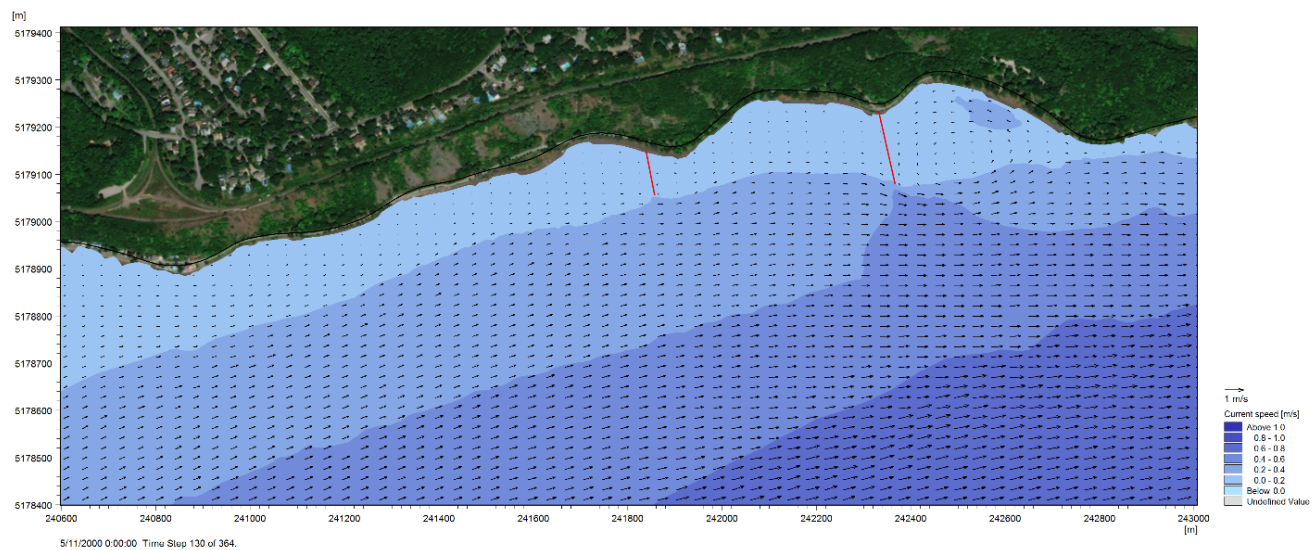 [m]
5179400
5179300
5179200
5179100
5179000
5178900
5178800
5178700
5178600
5178500
5178400
240600 240800 241000 241200 241400 241600 241800 242000 242200 242400 242600 242800 243000
[m]
5/11/2000 0:00:00 Time Step 130 of 364.
1 m/s
Current speed [m/s]
Above 1.0
0.8 - 1.0
0.6 - 0.8
0.4 - 0.6
0.2 - 0.4
0.0 - 0.2
Below 0.0
Undefined Value